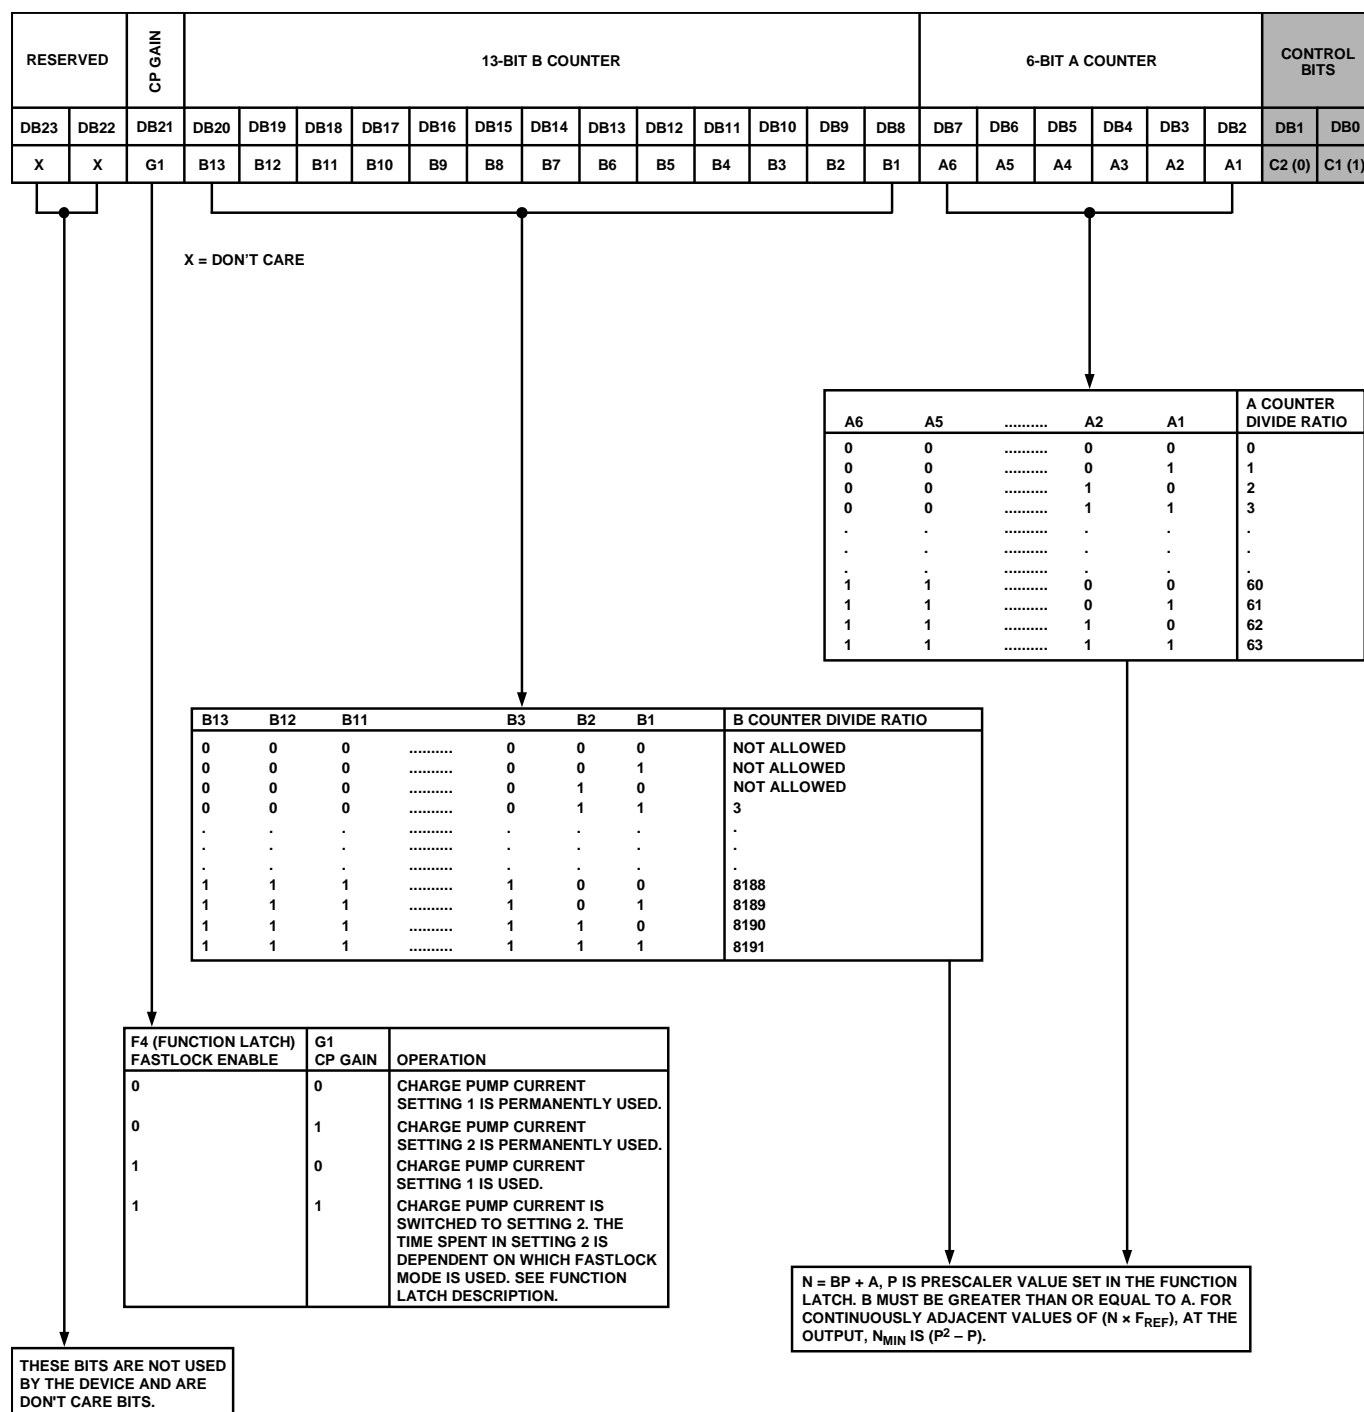 RESERVED
CP GAIN
13-BIT B COUNTER
6-BIT A COUNTER
CONTROL
BITS
DB23 DB22 DB21 DB20 DB19 DB18 DB17 DB16 DB15 DB14 DB13 DB12 DB11 DB10 DB9 DB8 DB7 DB6 DB5 DB4 DB3 DB2 DB1 DB0
X X G1 B13 B12 B11 B10 B9 B8 B7 B6 B5 B4 B3 B2 B1 A6 A5 A4 A3 A2 A1 C2 (0) C1 (1)
X = DON'T CARE
A COUNTER
A6 A5 .......... A2 A1 DIVIDE RATIO
0 0 .......... 0 0 0
0 0 .......... 0 1 1
0 0 .......... 1 0 2
0 0 .......... 1 1 3
. . .......... . . .
. . .......... . . .
. . .......... . . .
1 1 .......... 0 0 60
1 1 .......... 0 1 61
1 1 .......... 1 0 62
1 1 .......... 1 1 63
B13 B12 B11 B3 B2 B1 B COUNTER DIVIDE RATIO
0 0 0 .......... 0 0 0 NOT ALLOWED
0 0 0 .......... 0 0 1 NOT ALLOWED
0 0 0 .......... 0 1 0 NOT ALLOWED
0 0 0 .......... 0 1 1 3
. . . .......... . . . .
. . . .......... . . . .
. . . .......... . . . .
1 1 1 .......... 1 0 0 8188
1 1 1 .......... 1 0 1 8189
1 1 1 .......... 1 1 0 8190
1 1 1 .......... 1 1 1 8191
F4 (FUNCTION LATCH) G1
FASTLOCK ENABLE CP GAIN OPERATION
0 0 CHARGE PUMP CURRENT
SETTING 1 IS PERMANENTLY USED.
0 1 CHARGE PUMP CURRENT
SETTING 2 IS PERMANENTLY USED.
1 0 CHARGE PUMP CURRENT
SETTING 1 IS USED.
1 1 CHARGE PUMP CURRENT IS
SWITCHED TO SETTING 2. THE
TIME SPENT IN SETTING 2 IS
DEPENDENT ON WHICH FASTLOCK
MODE IS USED. SEE FUNCTION
LATCH DESCRIPTION.
N = BP + A, P IS PRESCALER VALUE SET IN THE FUNCTION
LATCH. B MUST BE GREATER THAN OR EQUAL TO A. FOR
CONTINUOUSLY ADJACENT VALUES OF (N × FREF), AT THE
OUTPUT, NMIN IS (P² – P).
THESE BITS ARE NOT USED
BY THE DEVICE AND ARE
DON'T CARE BITS.